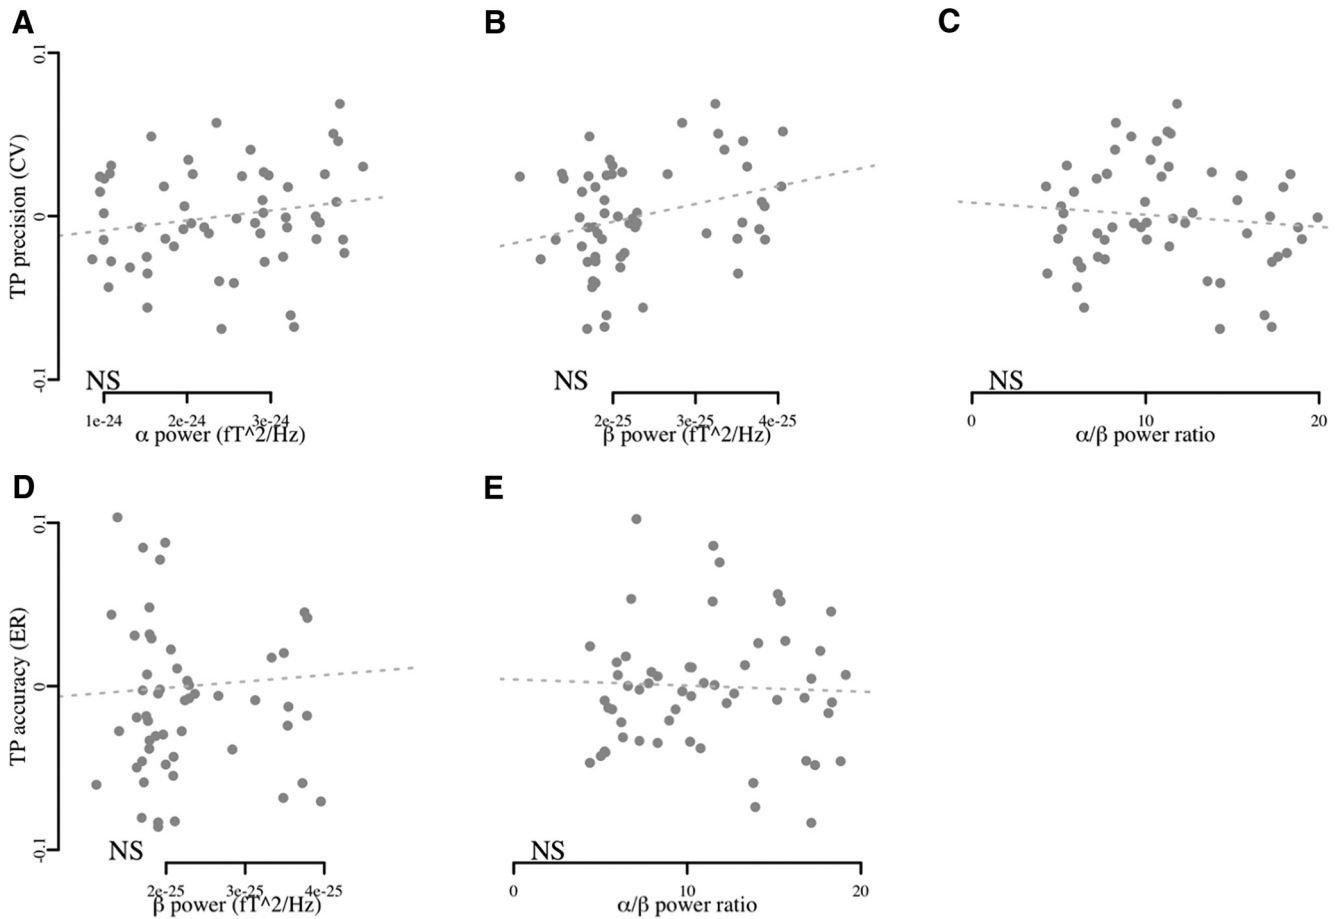 A
B
C
TP precision (CV)
0.1
0
-0.1
NS
1e-24 2e-24 3e-24
α power (fT^2/Hz)
NS
2e-25 3e-25 4e-25
β power (fT^2/Hz)
NS
0 10 20
α/β power ratio
D
E
TP accuracy (ER)
0.1
0
-0.1
NS
2e-25 3e-25 4e-25
β power (fT^2/Hz)
NS
0 10 20
α/β power ratio